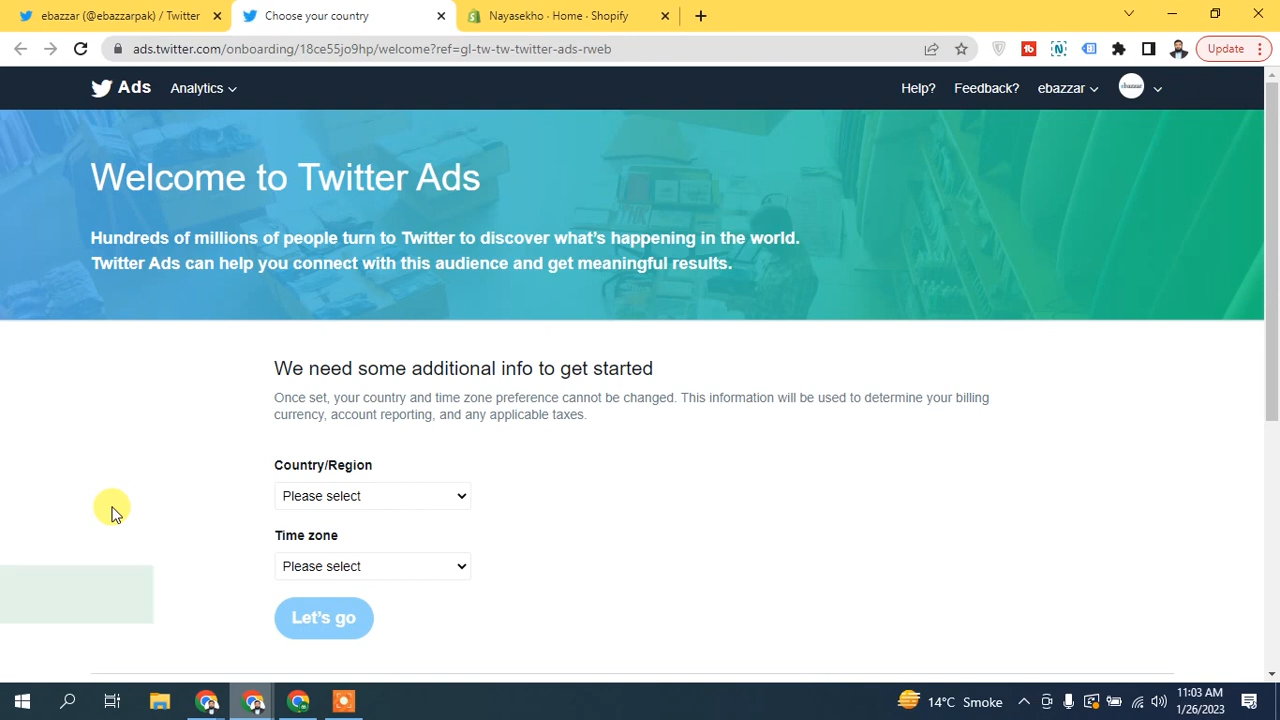 ebazzar (@ebazzarpak) / Twitter
Choose your country
Nayasekho · Home · Shopify
ads.twitter.com/onboarding/18ce55jo9hp/welcome?ref=gl-tw-tw-twitter-ads-rweb
Update
Ads
Analytics
Help?
Feedback?
ebazzar
ebazzar
Welcome to Twitter Ads
Hundreds of millions of people turn to Twitter to discover what's happening in the world.
Twitter Ads can help you connect with this audience and get meaningful results.
We need some additional info to get started
Once set, your country and time zone preference cannot be changed. This information will be used to determine your billing
currency, account reporting, and any applicable taxes.
Country/Region
Please select
Time zone
Please select
Let's go
14°C Smoke
11:03 AM
1/26/2023